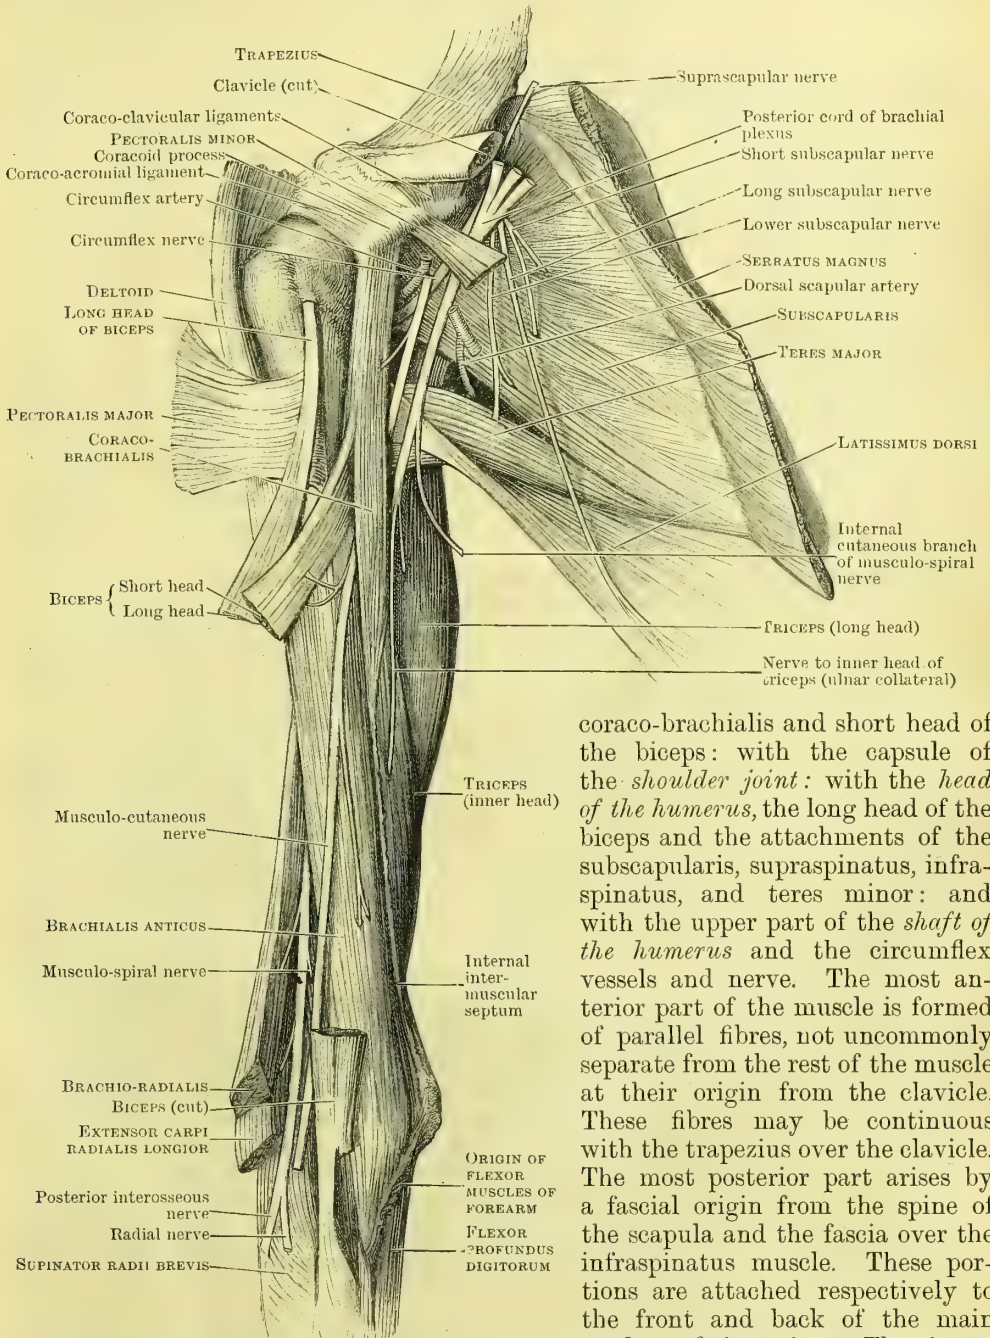 TRAPEZIUS
Clavicle (cut)
Coraco-clavicular ligaments
PECTORALIS MINOR
Coracoid process
Coraco-acromial ligament
Circumflex artery
Circumflex nerve
DELTOID
LONG HEAD
OF BICEPS
PECTORALIS MAJOR
CORACO-
BRACHIALIS
BICEPS { Short head
Long head
Musculo-cutaneous
nerve
BRACHIALIS ANTICUS
Musculo-spiral nerve
BRACHIO-RADIALIS
BICEPS (cut)
EXTENSOR CARPI
RADIALIS LONGIOR
Posterior interosseous
nerve
Radial nerve
SUPINATOR RADII BREVIS
Suprascapular nerve
Posterior cord of brachial
plexus
Short subscapular nerve
Long subscapular nerve
Lower subscapular nerve
SERRATUS MAGNUS
Dorsal scapular artery
SUBSCAPULARIS
TERES MAJOR
LATISSIMUS DORSI
Internal
cutaneous branch
of musculo-spiral
nerve
TRICEPS (long head)
Nerve to inner head of
triceps (ulnar collateral)
TRICEPS
(inner head)
Internal
inter-
muscular
septum
ORIGIN OF
FLEXOR
MUSCLES OF
FOREARM
FLEXOR
PROFUNDUS
DIGITORUM
coraco-brachialis and short head of
the biceps: with the capsule of
the shoulder joint: with the head
of the humerus, the long head of the
biceps and the attachments of the
subscapularis, supraspinatus, infra-
spinatus, and teres minor: and
with the upper part of the shaft of
the humerus and the circumflex
vessels and nerve. The most an-
terior part of the muscle is formed
of parallel fibres, not uncommonly
separate from the rest of the muscle
at their origin from the clavicle.
These fibres may be continuous
with the trapezius over the clavicle.
The most posterior part arises by
a fascial origin from the spine of
the scapula and the fascia over the
infraspinatus muscle. These por-
tions are attached respectively to
the front and back of the main